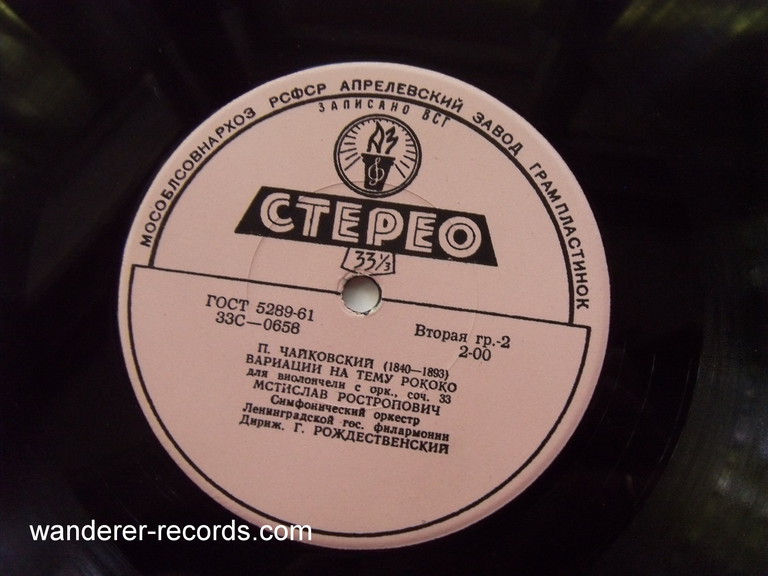 МОСОБЛСОВНАРХОЗ РСФСР АПРЕЛЕВСКИЙ ЗАВОД ГРАМПЛАСТИНОК
ЗАПИСАНО ВСГ
АЗ
СТЕРЕО
33⅓
ГОСТ 5289-61
33С—0658
Вторая гр.-2
2-00
П. ЧАЙКОВСКИЙ (1840—1893)
ВАРИАЦИИ НА ТЕМУ РОКОКО
для виолончели с орк., соч. 33
МСТИСЛАВ РОСТРОПОВИЧ
Симфонический оркестр
Ленинградской гос. филармонии
Дириж. Г. РОЖДЕСТВЕНСКИЙ
wanderer-records.com